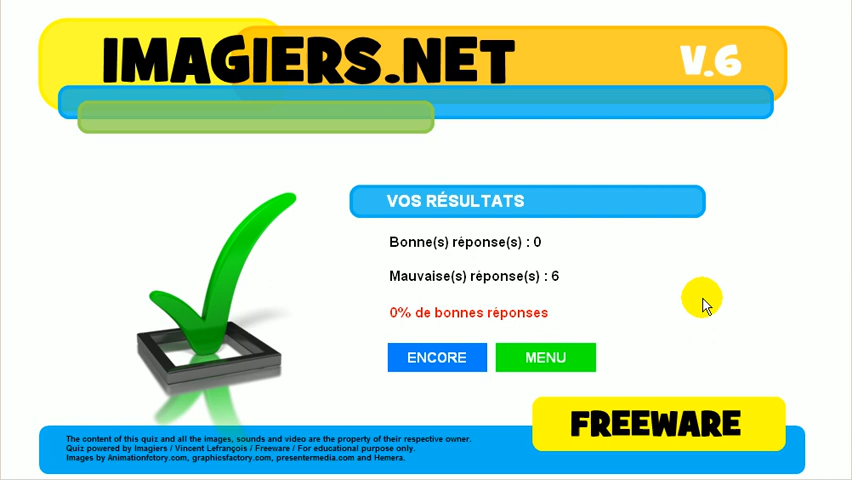 IMAGIERS.NET
V.6
VOS RÉSULTATS
Bonne(s) réponse(s) : 0
Mauvaise(s) réponse(s) : 6
0% de bonnes réponses
ENCORE
MENU
FREEWARE
The content of this quiz and all the images, sounds and video are the property of their respective owner.
Quiz powered by Imagiers / Vincent Lefrançois / Freeware / For educational purpose only.
Images by Animationfctory.com, graphicsfactory.com, presentermedia.com and Hemera.